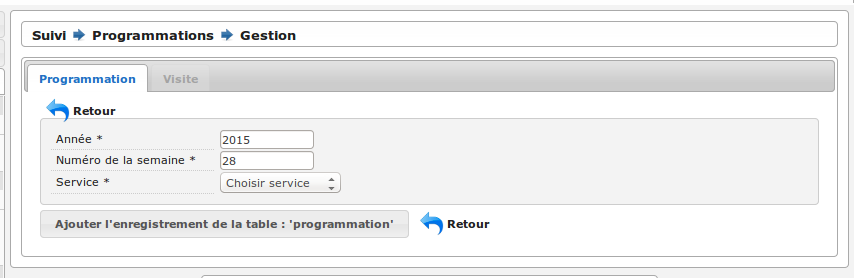 Suivi Programmations Gestion
Programmation Visite
Retour
Année * 2015
Numéro de la semaine * 28
Service * Choisir service
Ajouter l'enregistrement de la table : 'programmation' Retour